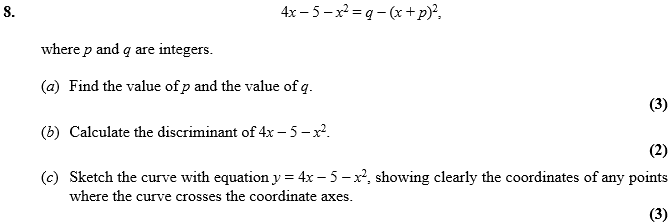 8. 4x – 5 – x² = q – (x + p)²,
where p and q are integers.
(a) Find the value of p and the value of q.
(3)
(b) Calculate the discriminant of 4x – 5 – x².
(2)
(c) Sketch the curve with equation y = 4x – 5 – x², showing clearly the coordinates of any points
where the curve crosses the coordinate axes.
(3)